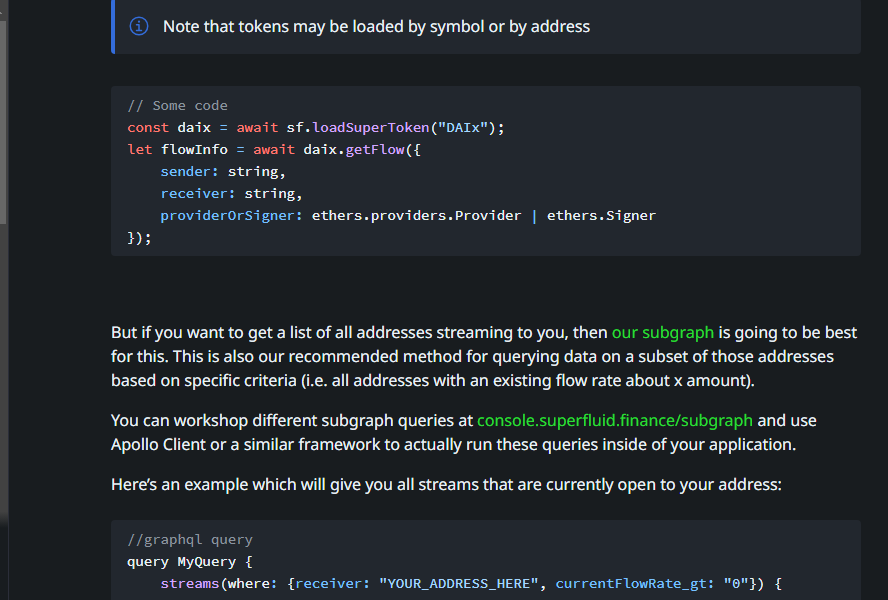 Note that tokens may be loaded by symbol or by address
// Some code
const daix = await sf.loadSuperToken("DAIx");
let flowInfo = await daix.getFlow({
    sender: string,
    receiver: string,
    providerOrSigner: ethers.providers.Provider | ethers.Signer
});
But if you want to get a list of all addresses streaming to you, then our subgraph is going to be best
for this. This is also our recommended method for querying data on a subset of those addresses
based on specific criteria (i.e. all addresses with an existing flow rate about x amount).
You can workshop different subgraph queries at console.superfluid.finance/subgraph and use
Apollo Client or a similar framework to actually run these queries inside of your application.
Here's an example which will give you all streams that are currently open to your address:
//graphql query
query MyQuery {
    streams(where: {receiver: "YOUR_ADDRESS_HERE", currentFlowRate_gt: "0"}) {